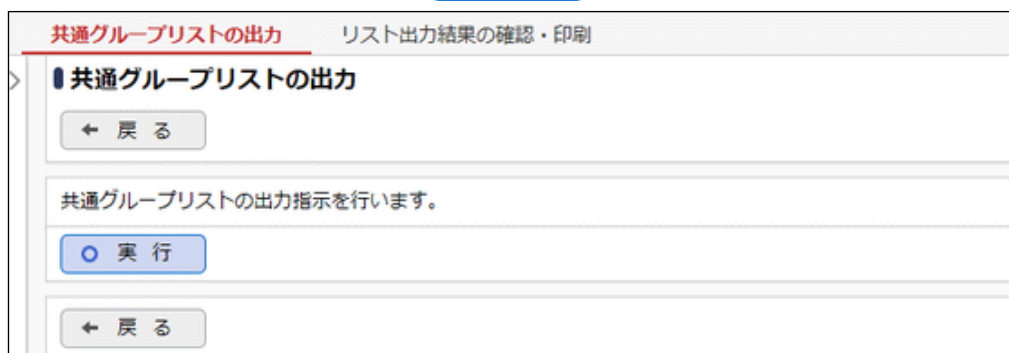 共通グループリストの出力 リスト出力結果の確認・印刷
共通グループリストの出力
戻 る
共通グループリストの出力指示を行います。
実 行
戻 る